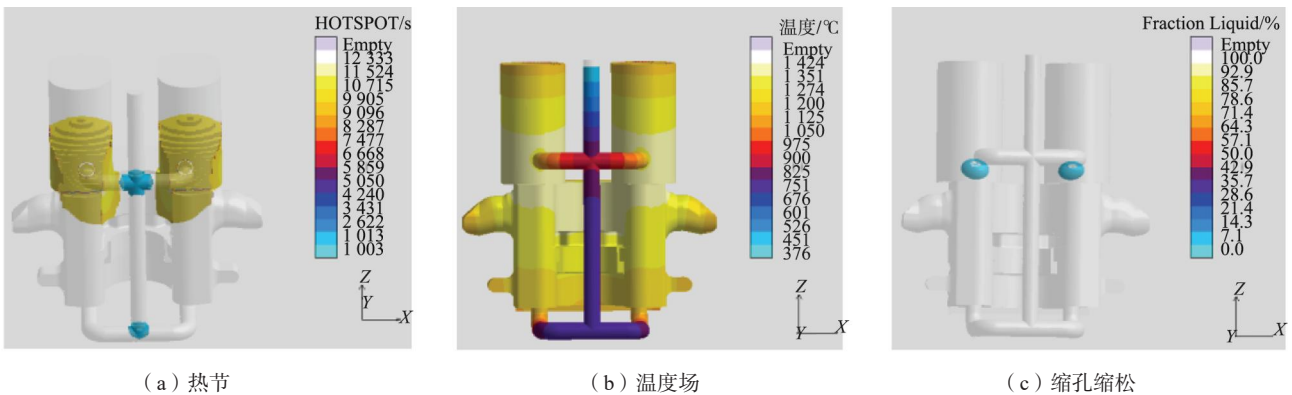 HOTSPOT/s
Empty
12 333
11 524
10 715
9 905
9 096
8 287
7 477
6 668
5 859
5 050
4 240
3 431
2 622
1 013
1 003
Z
Y
X
温度/℃
Empty
1 424
1 351
1 274
1 200
1 125
1 050
975
900
825
751
676
601
526
451
376
Z
Y
X
Fraction Liquid/%
Empty
100.0
92.9
85.7
78.6
71.4
64.3
57.1
50.0
42.9
35.7
28.6
21.4
14.3
7.1
0.0
Z
Y
X
（a）热节
（b）温度场
（c）缩孔缩松